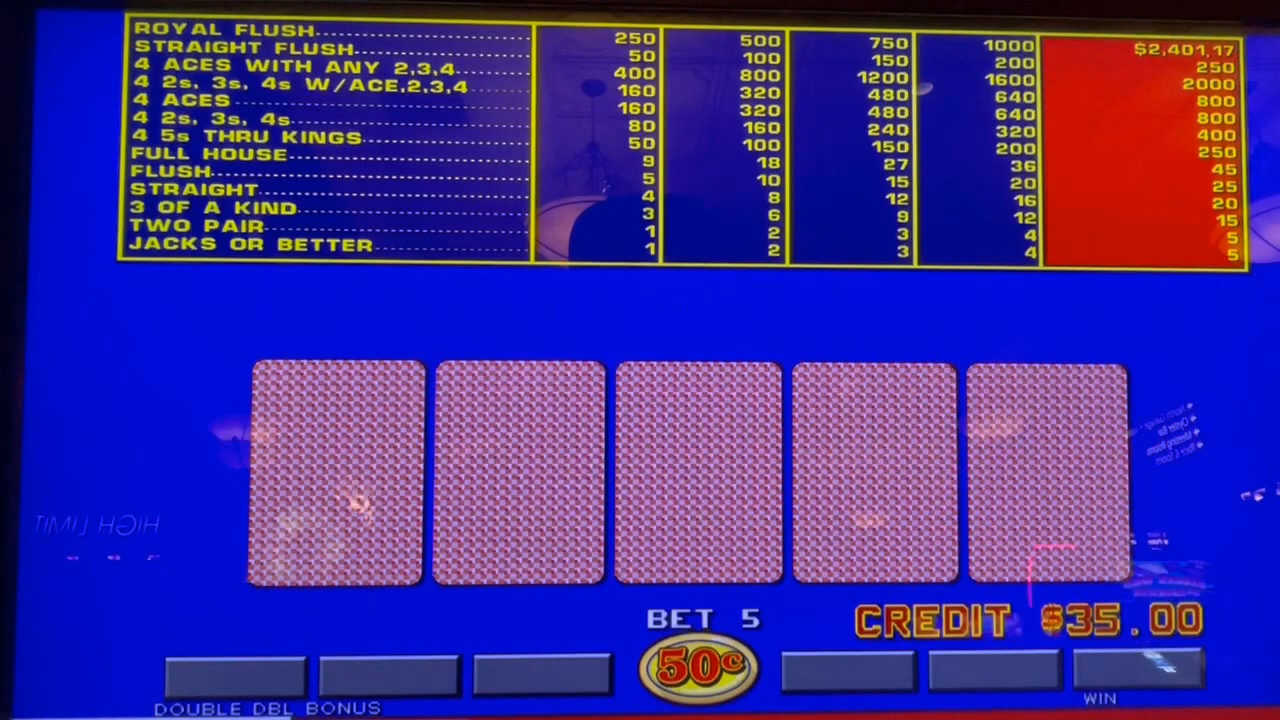 ROYAL FLUSH 250 500 750 1000 $2,401.17
STRAIGHT FLUSH 50 100 150 200 250
4 ACES WITH ANY 2,3,4 400 800 1200 1600 2000
4 2s, 3s, 4s W/ACE,2,3,4 160 320 480 640 800
4 ACES 160 320 480 640 800
4 2s, 3s, 4s 80 160 240 320 400
4 5s THRU KINGS 50 100 150 200 250
FULL HOUSE 9 18 27 36 45
FLUSH 5 10 15 20 25
STRAIGHT 4 8 12 16 20
3 OF A KIND 3 6 9 12 15
TWO PAIR 1 2 3 4 5
JACKS OR BETTER 1 2 3 4 5
HIGH LIMIT
BET 5
CREDIT $35.00
50¢
DOUBLE DBL BONUS
WIN